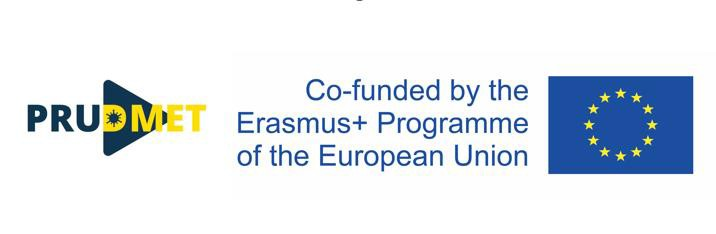 PRUDMET
Co-funded by the
Erasmus+ Programme
of the European Union